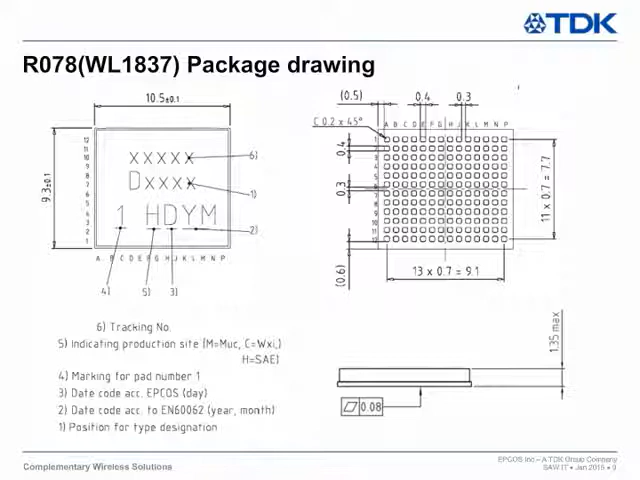 TDK
R078(WL1837) Package drawing
10.5±0.1
9.3±0.1
12
11
10
9
8
7
6
5
4
3
2
1
A B C D E F G H J K L M N P
XXXXX
Dxxxx
1 HDYM
6)
1)
2)
4)
5)
3)
(0.5)
0.4
0.3
C 0.2 x 45°
A B C D E F G H J K L M N P
0.4
0.3
(0.6)
11 x 0.7 = 7.7
13 x 0.7 = 9.1
6) Tracking No.
5) Indicating production site (M=Muc, C=Wxi,)
H=SAE)
4) Marking for pad number 1
3) Date code acc. EPCOS (day)
2) Date code acc. to EN60062 (year, month)
1) Position for type designation
1.35 max
0.08
Complementary Wireless Solutions
EPCOS Inc – A TDK Group Company
SAW IT • Jan 2015 • 9